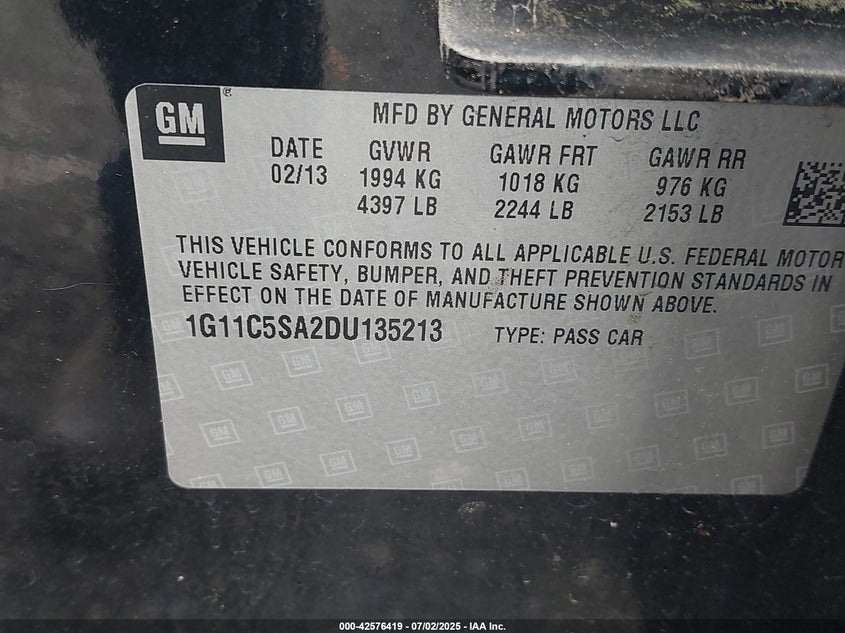 GM
MFD BY GENERAL MOTORS LLC
DATE GVWR GAWR FRT GAWR RR
02/13 1994 KG 1018 KG 976 KG
4397 LB 2244 LB 2153 LB
THIS VEHICLE CONFORMS TO ALL APPLICABLE U.S. FEDERAL MOTOR
VEHICLE SAFETY, BUMPER, AND THEFT PREVENTION STANDARDS IN
EFFECT ON THE DATE OF MANUFACTURE SHOWN ABOVE.
1G11C5SA2DU135213 TYPE: PASS CAR
000-42576419 - 07/02/2025 - IAA Inc.